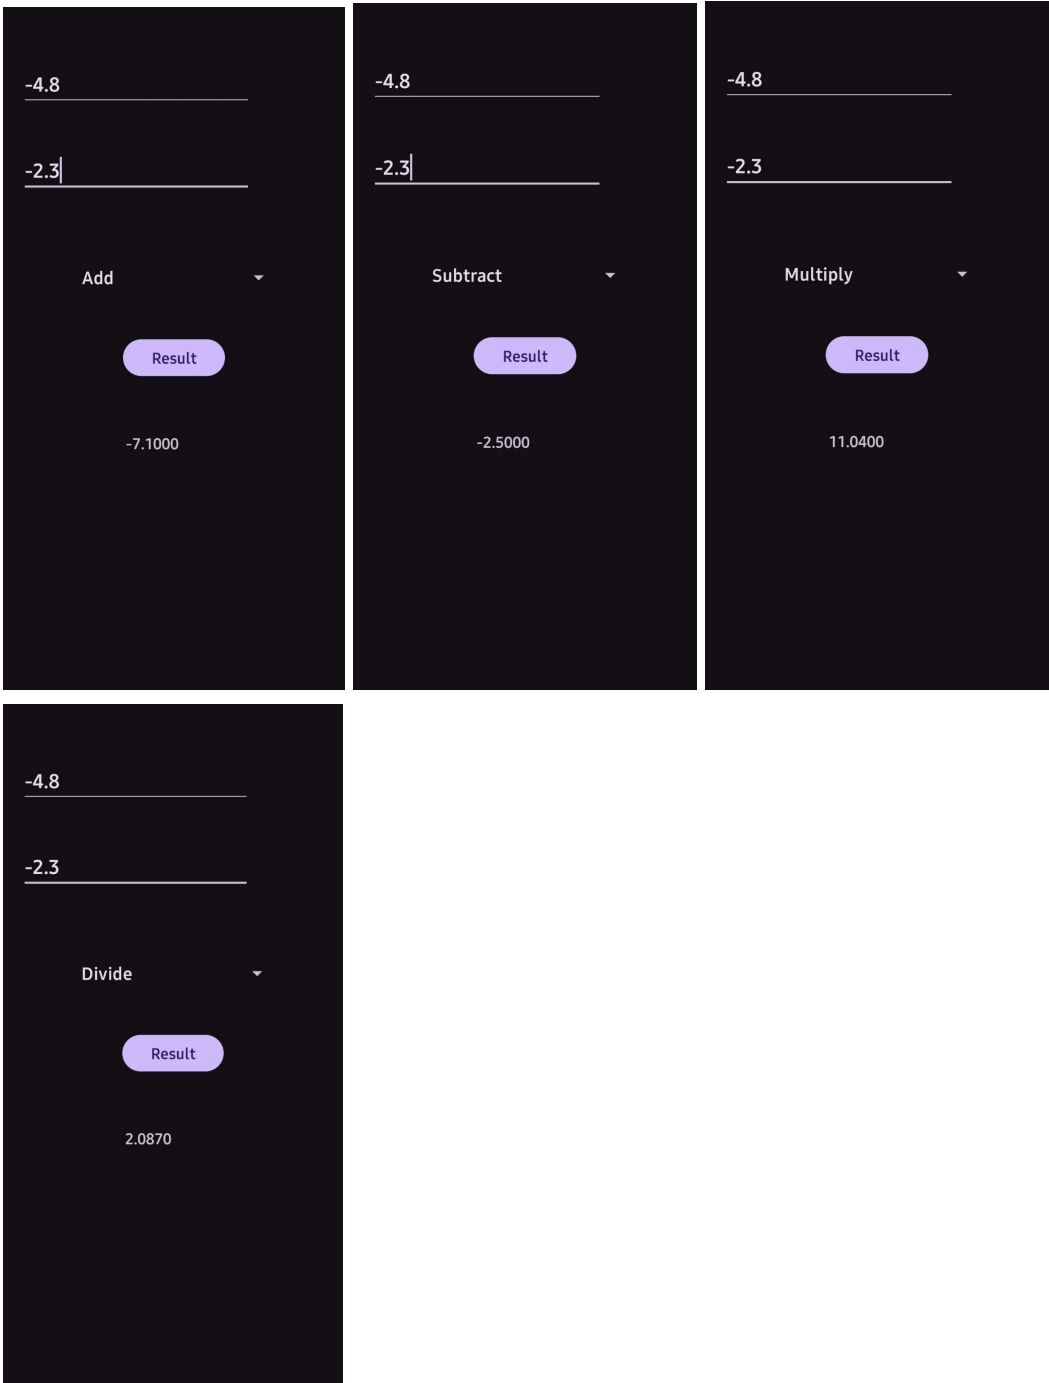 -4.8
-2.3
Add
Result
-7.1000
-4.8
-2.3
Subtract
Result
-2.5000
-4.8
-2.3
Multiply
Result
11.0400
-4.8
-2.3
Divide
Result
2.0870